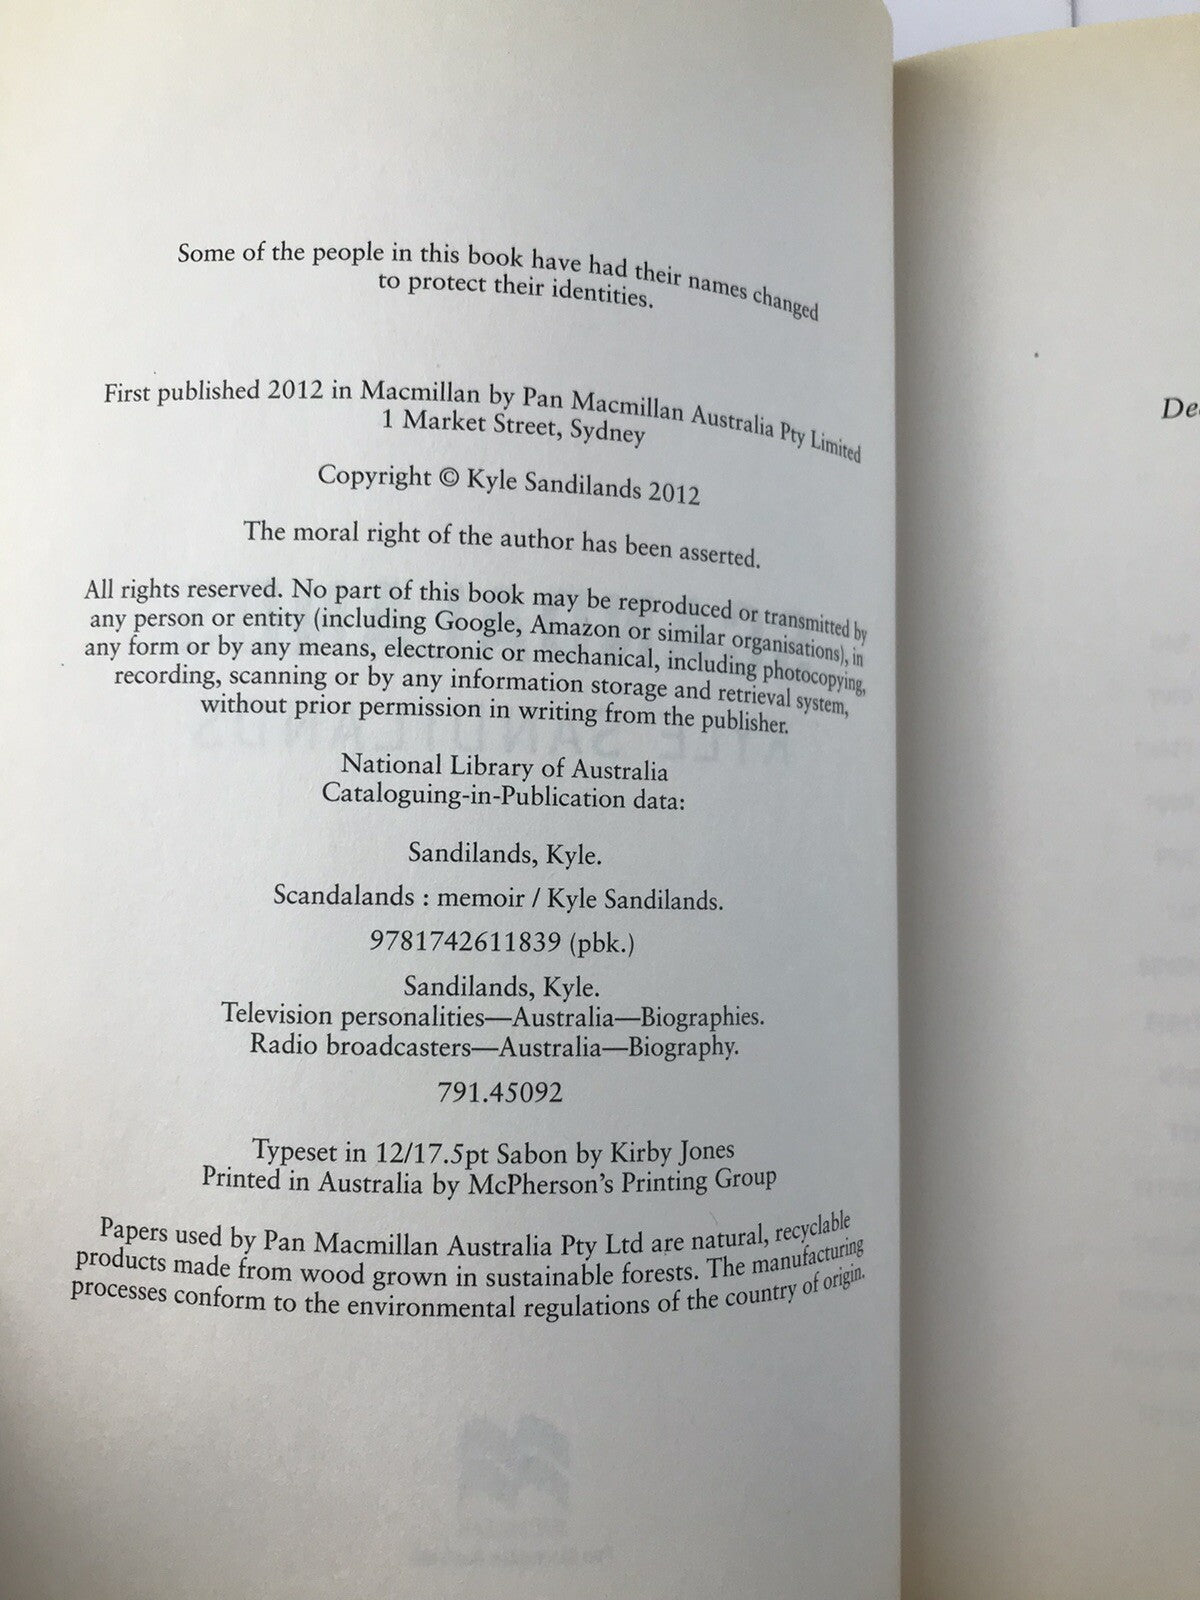 Some of the people in this book have had their names changed
to protect their identities.
First published 2012 in Macmillan by Pan Macmillan Australia Pty Limited
1 Market Street, Sydney
Copyright © Kyle Sandilands 2012
The moral right of the author has been asserted.
All rights reserved. No part of this book may be reproduced or transmitted by
any person or entity (including Google, Amazon or similar organisations), in
any form or by any means, electronic or mechanical, including photocopying,
recording, scanning or by any information storage and retrieval system,
without prior permission in writing from the publisher.
National Library of Australia
Cataloguing-in-Publication data:
Sandilands, Kyle.
Scandalands : memoir / Kyle Sandilands.
9781742611839 (pbk.)
Sandilands, Kyle.
Television personalities—Australia—Biographies.
Radio broadcasters—Australia—Biography.
791.45092
Typeset in 12/17.5pt Sabon by Kirby Jones
Printed in Australia by McPherson's Printing Group
Papers used by Pan Macmillan Australia Pty Ltd are natural, recyclable
products made from wood grown in sustainable forests. The manufacturing
processes conform to the environmental regulations of the country of origin.